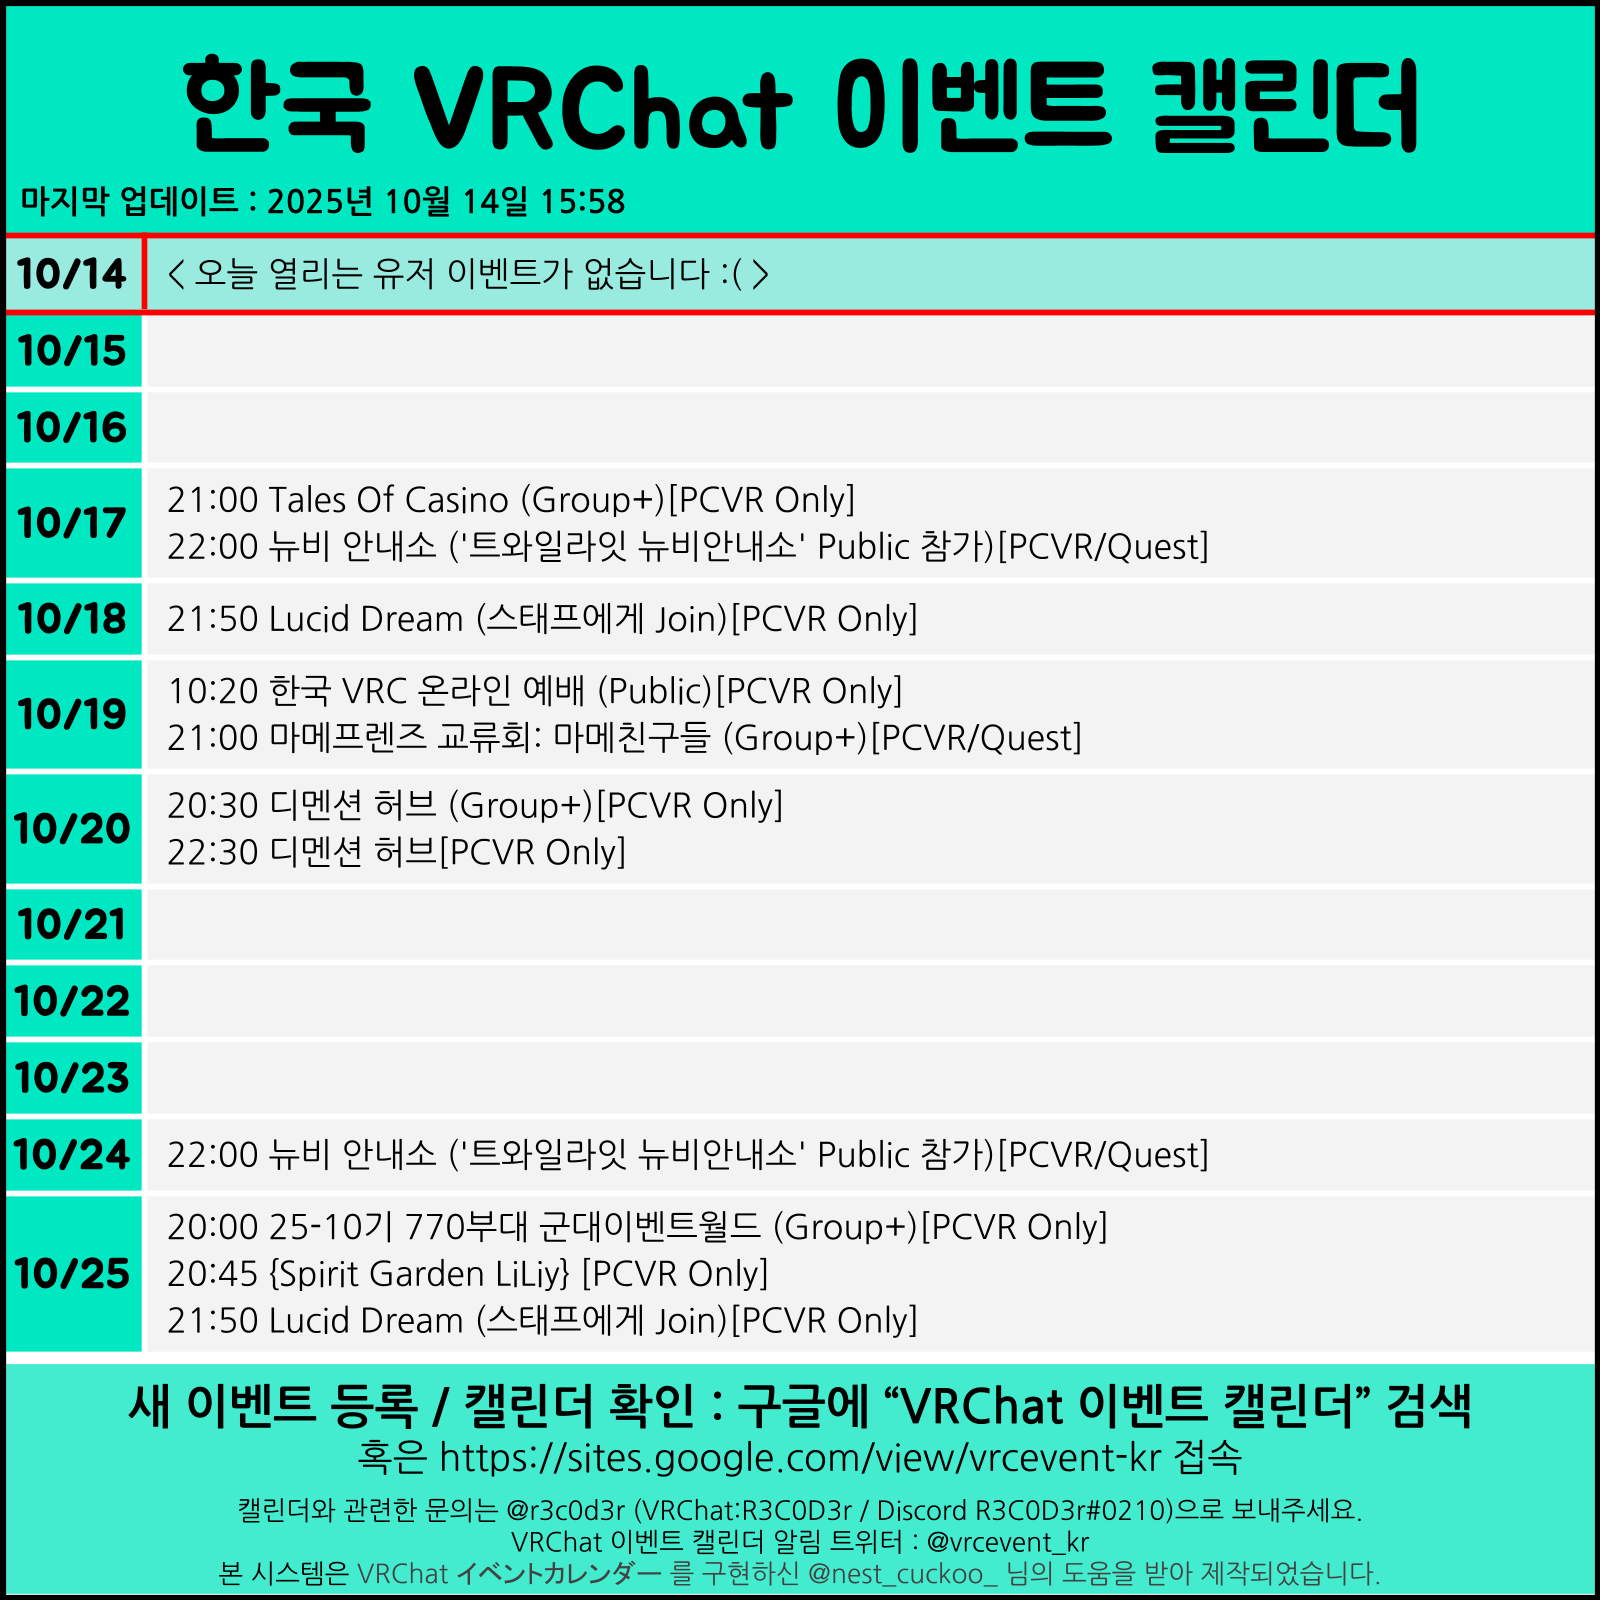 한국 VRChat 이벤트 캘린더
마지막 업데이트 : 2025년 10월 14일 15:58
10/14
< 오늘 열리는 유저 이벤트가 없습니다 :( >
10/15
10/16
10/17
21:00 Tales Of Casino (Group+)[PCVR Only]
22:00 뉴비 안내소 ('트와일라잇 뉴비안내소' Public 참가)[PCVR/Quest]
10/18
21:50 Lucid Dream (스태프에게 Join)[PCVR Only]
10/19
10:20 한국 VRC 온라인 예배 (Public)[PCVR Only]
21:00 마메프렌즈 교류회: 마메친구들 (Group+)[PCVR/Quest]
10/20
20:30 디멘션 허브 (Group+)[PCVR Only]
22:30 디멘션 허브[PCVR Only]
10/21
10/22
10/23
10/24
22:00 뉴비 안내소 ('트와일라잇 뉴비안내소' Public 참가)[PCVR/Quest]
10/25
20:00 25-10기 770부대 군대이벤트월드 (Group+)[PCVR Only]
20:45 {Spirit Garden LiLiy} [PCVR Only]
21:50 Lucid Dream (스태프에게 Join)[PCVR Only]
새 이벤트 등록 / 캘린더 확인 : 구글에 “VRChat 이벤트 캘린더” 검색
혹은 https://sites.google.com/view/vrcevent-kr 접속
캘린더와 관련한 문의는 @r3c0d3r (VRChat:R3C0D3r / Discord R3C0D3r#0210)으로 보내주세요.
VRChat 이벤트 캘린더 알림 트위터 : @vrcevent_kr
본 시스템은 VRChat イベントカレンダー 를 구현하신 @nest_cuckoo_ 님의 도움을 받아 제작되었습니다.